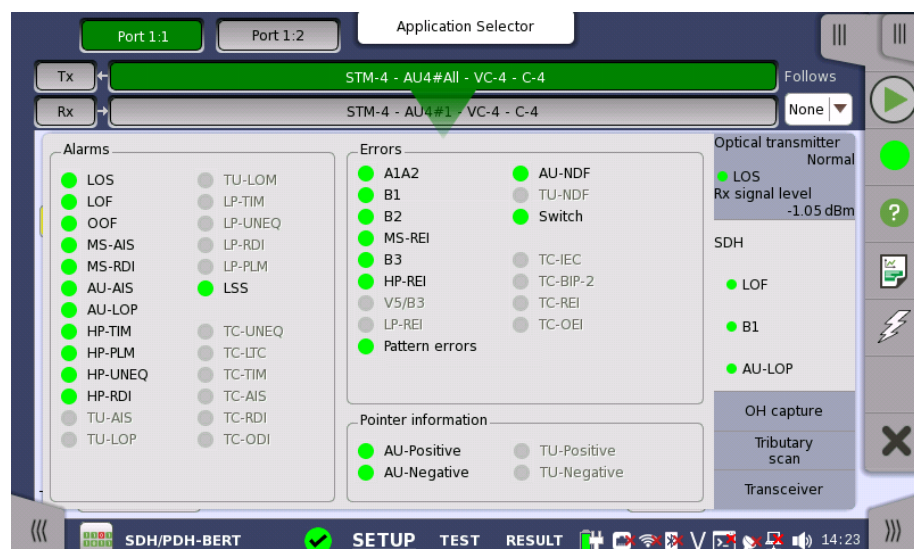 Port 1:1
Port 1:2
Application Selector
Tx
STM-4 - AU4#All - VC-4 - C-4
Follows
Rx
STM-4 - AU4#1 - VC-4 - C-4
None
Alarms
LOS
LOF
OOF
MS-AIS
MS-RDI
AU-AIS
AU-LOP
HP-TIM
HP-PLM
HP-UNEQ
HP-RDI
TU-AIS
TU-LOP
TU-LOM
LP-TIM
LP-UNEQ
LP-RDI
LP-PLM
LSS
TC-UNEQ
TC-LTC
TC-TIM
TC-AIS
TC-RDI
TC-ODI
Errors
A1A2
B1
B2
MS-REI
B3
HP-REI
V5/B3
LP-REI
Pattern errors
AU-NDF
TU-NDF
Switch
TC-IEC
TC-BIP-2
TC-REI
TC-OEI
Pointer information
AU-Positive
AU-Negative
TU-Positive
TU-Negative
Optical transmitter
Normal
LOS
Rx signal level
-1.05 dBm
SDH
LOF
B1
AU-LOP
OH capture
Tributary
scan
Transceiver
SDH/PDH-BERT
SETUP
TEST
RESULT
14:23